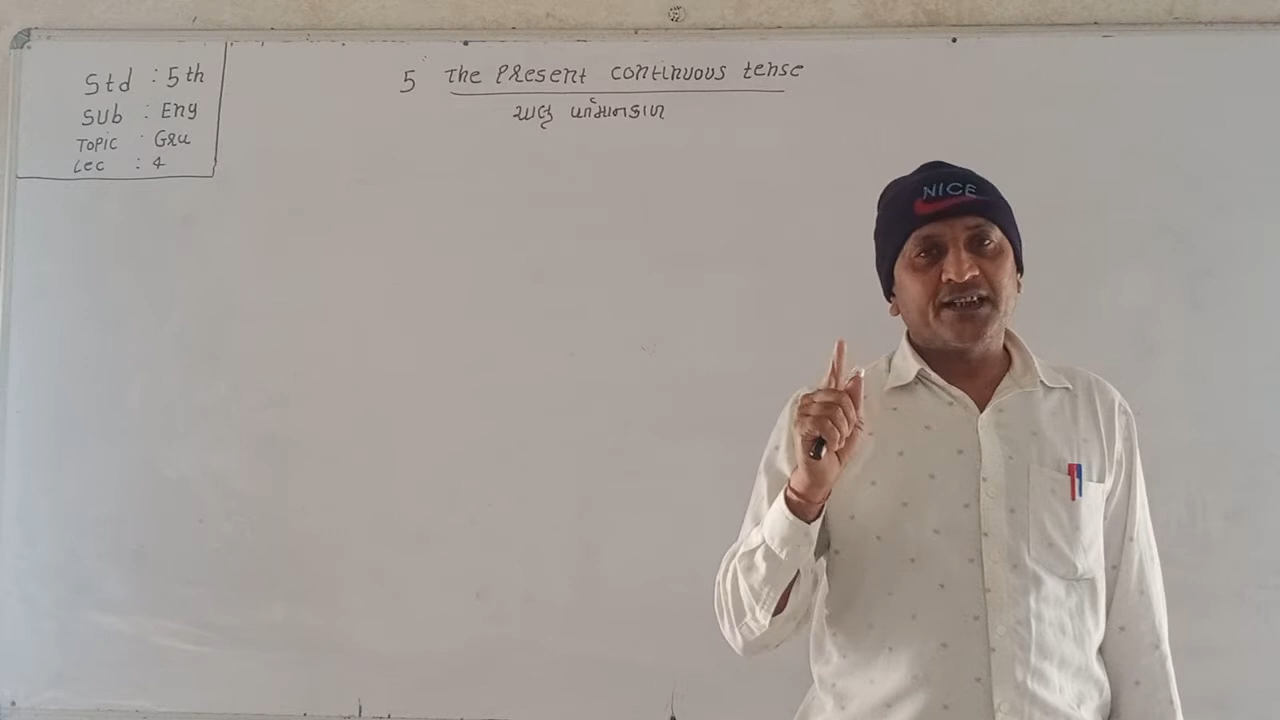 Std : 5th
Sub : Eng
Topic : Gra
Lec : 4
5 The Present continuous tense
ચાલુ વર્તમાનકાળ
NICE